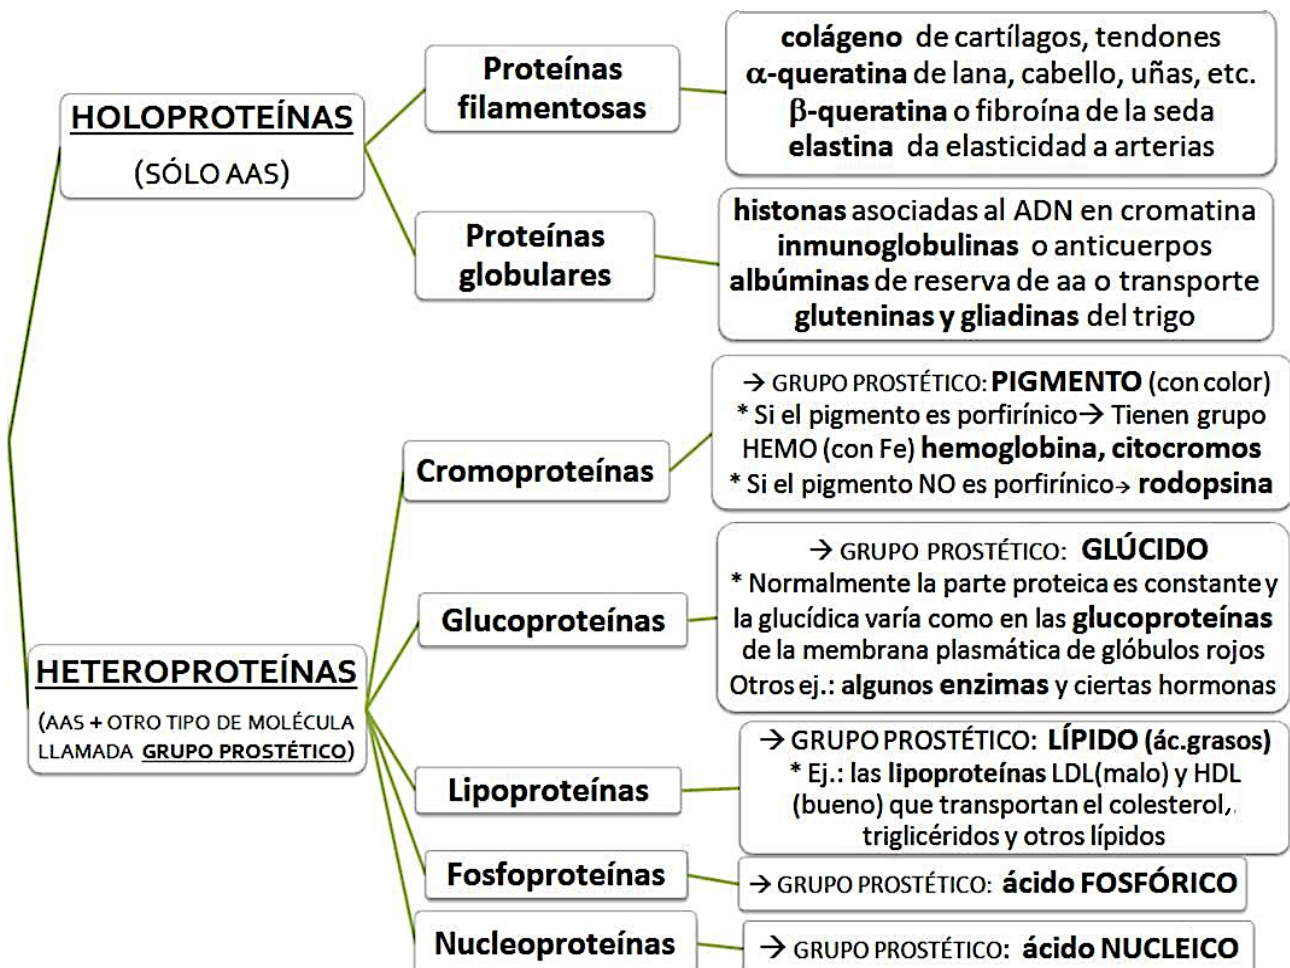 HOLOPROTEÍNAS
(SÓLO AAS)
Proteínas
filamentosas
colágeno de cartílagos, tendones
α-queratina de lana, cabello, uñas, etc.
β-queratina o fibroína de la seda
elastina da elasticidad a arterias
Proteínas
globulares
histonas asociadas al ADN en cromatina
inmunoglobulinas o anticuerpos
albúminas de reserva de aa o transporte
gluteninas y gliadinas del trigo
HETEROPROTEÍNAS
(AAS + OTRO TIPO DE MOLÉCULA
LLAMADA GRUPO PROSTÉTICO)
Cromoproteínas
→ GRUPO PROSTÉTICO: PIGMENTO (con color)
* Si el pigmento es porfirínico→ Tienen grupo
HEMO (con Fe) hemoglobina, citocromos
* Si el pigmento NO es porfirínico→ rodopsina
Glucoproteínas
→ GRUPO PROSTÉTICO: GLÚCIDO
* Normalmente la parte proteica es constante y
la glucídica varía como en las glucoproteínas
de la membrana plasmática de glóbulos rojos
Otros ej.: algunos enzimas y ciertas hormonas
Lipoproteínas
→ GRUPO PROSTÉTICO: LÍPIDO (ác.grasos)
* Ej.: las lipoproteínas LDL(malo) y HDL
(bueno) que transportan el colesterol,.
triglicéridos y otros lípidos
Fosfoproteínas
→ GRUPO PROSTÉTICO: ácido FOSFÓRICO
Nucleoproteínas
→ GRUPO PROSTÉTICO: ácido NUCLEICO